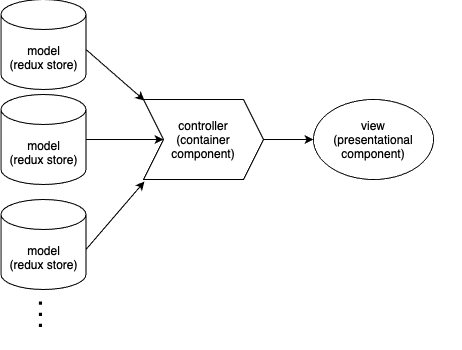 model
(redux store)
model
(redux store)
model
(redux store)
controller
(container
component)
view
(presentational
component)